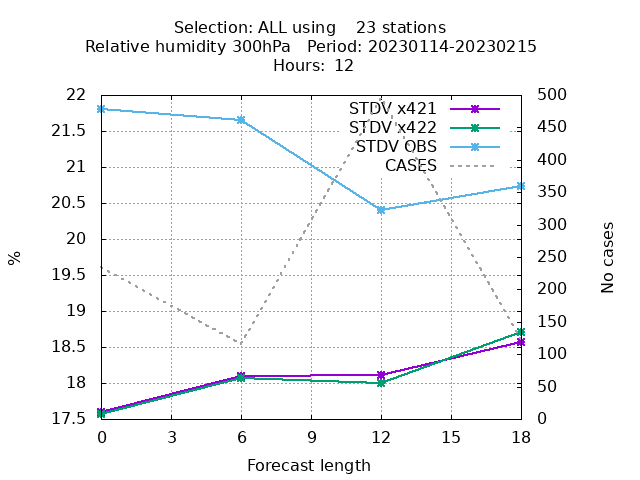 Selection: ALL using    23 stations
Relative humidity 300hPa   Period: 20230114-20230215
Hours:  12
STDV x421
STDV x422
STDV OBS
CASES
22
21.5
21
20.5
20
19.5
19
18.5
18
17.5
500
450
400
350
300
250
200
150
100
50
0
%
No cases
0 3 6 9 12 15 18
Forecast length